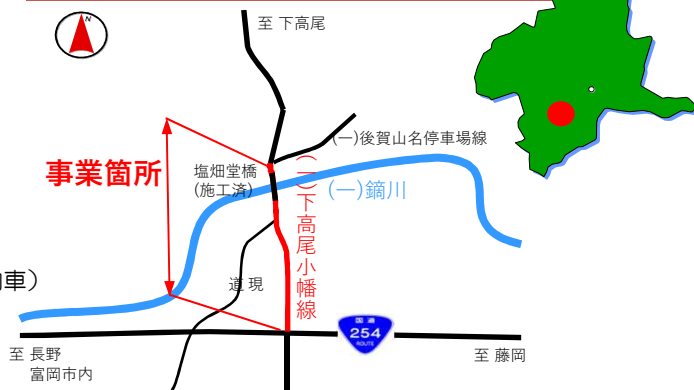 N
至 下高尾
(一)後賀山名停車場線
塩畑堂橋
(施工済)
事業箇所
(一)鏑川
(一)下高尾小幡線
車)
現道
国道
254
ROUTE
至 長野
富岡市内
至 藤岡